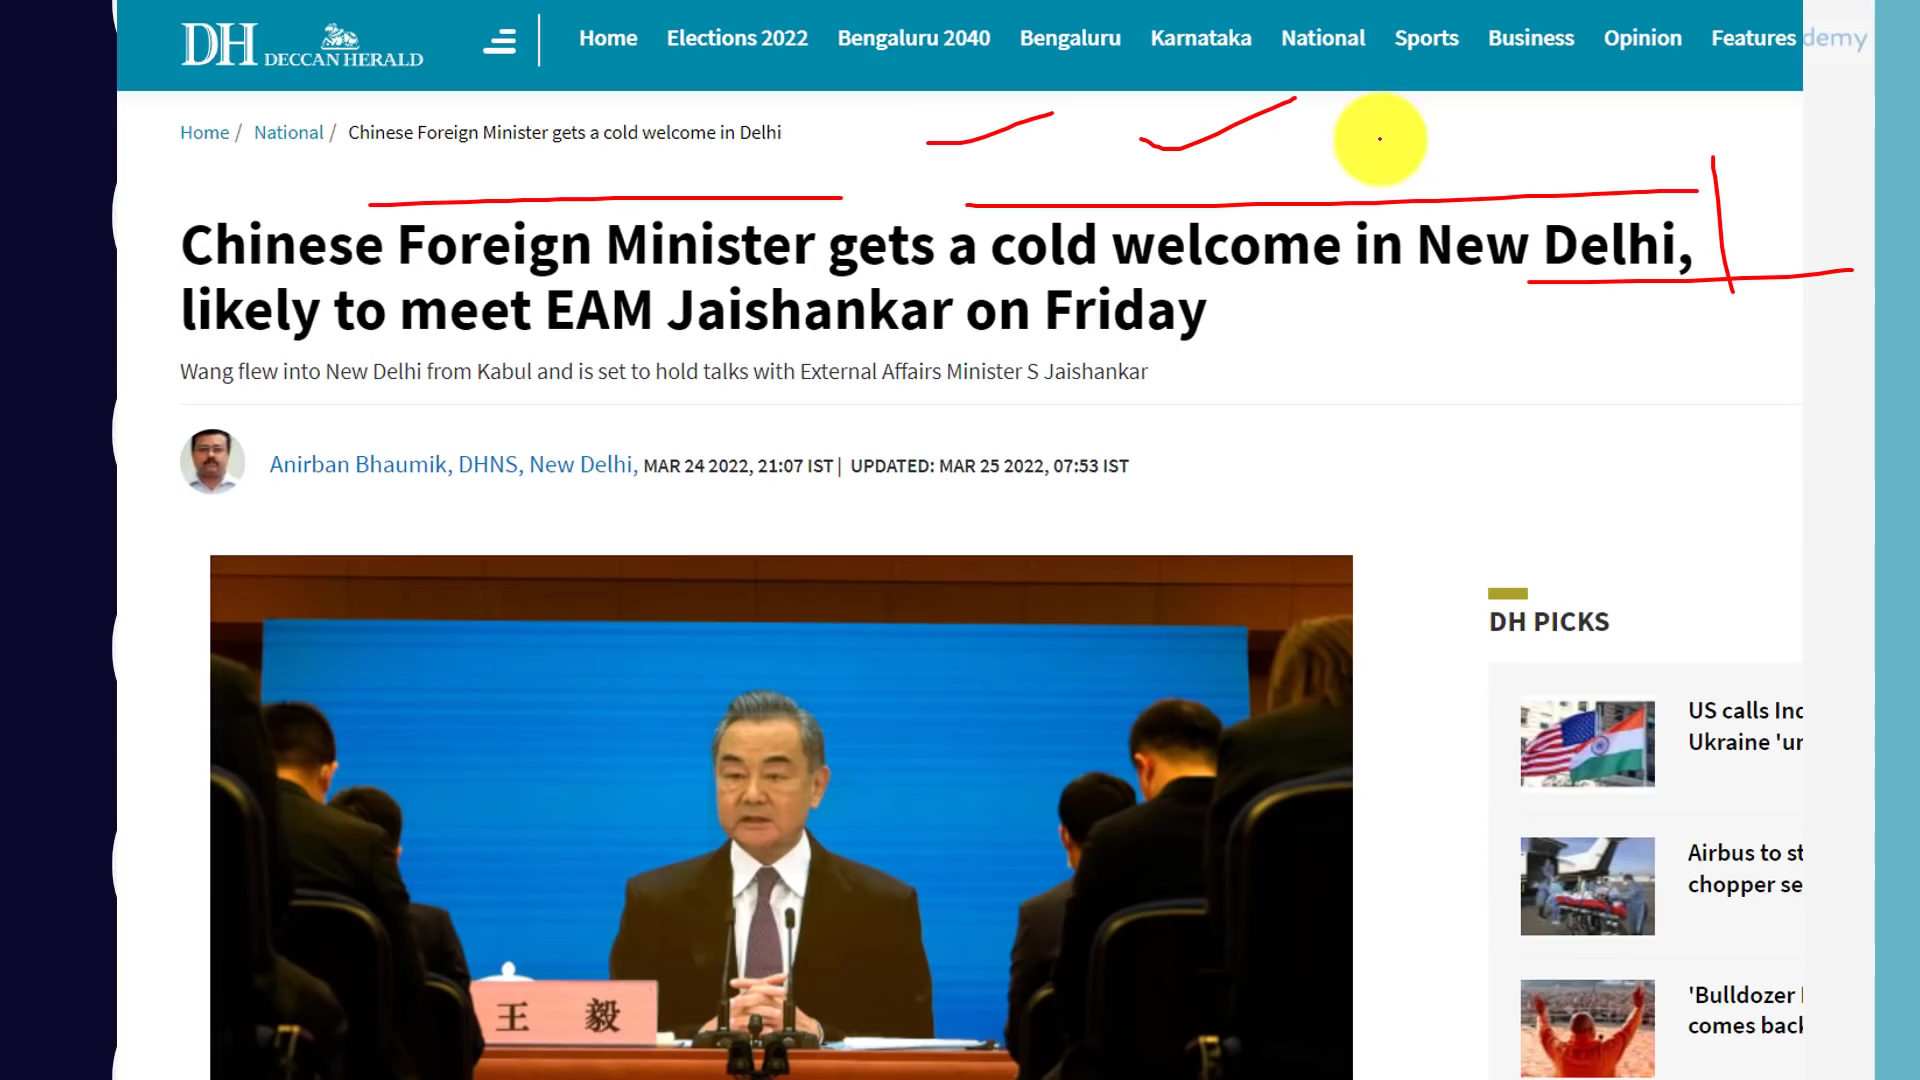 DH DECCAN HERALD
Home Elections 2022 Bengaluru 2040 Bengaluru Karnataka National Sports Business Opinion Features
demy
Home / National / Chinese Foreign Minister gets a cold welcome in Delhi
Chinese Foreign Minister gets a cold welcome in New Delhi,
likely to meet EAM Jaishankar on Friday
Wang flew into New Delhi from Kabul and is set to hold talks with External Affairs Minister S Jaishankar
Anirban Bhaumik, DHNS, New Delhi, MAR 24 2022, 21:07 IST | UPDATED: MAR 25 2022, 07:53 IST
王 毅
DH PICKS
US calls Ind
Ukraine 'un
Airbus to st
chopper se
'Bulldozer
comes back